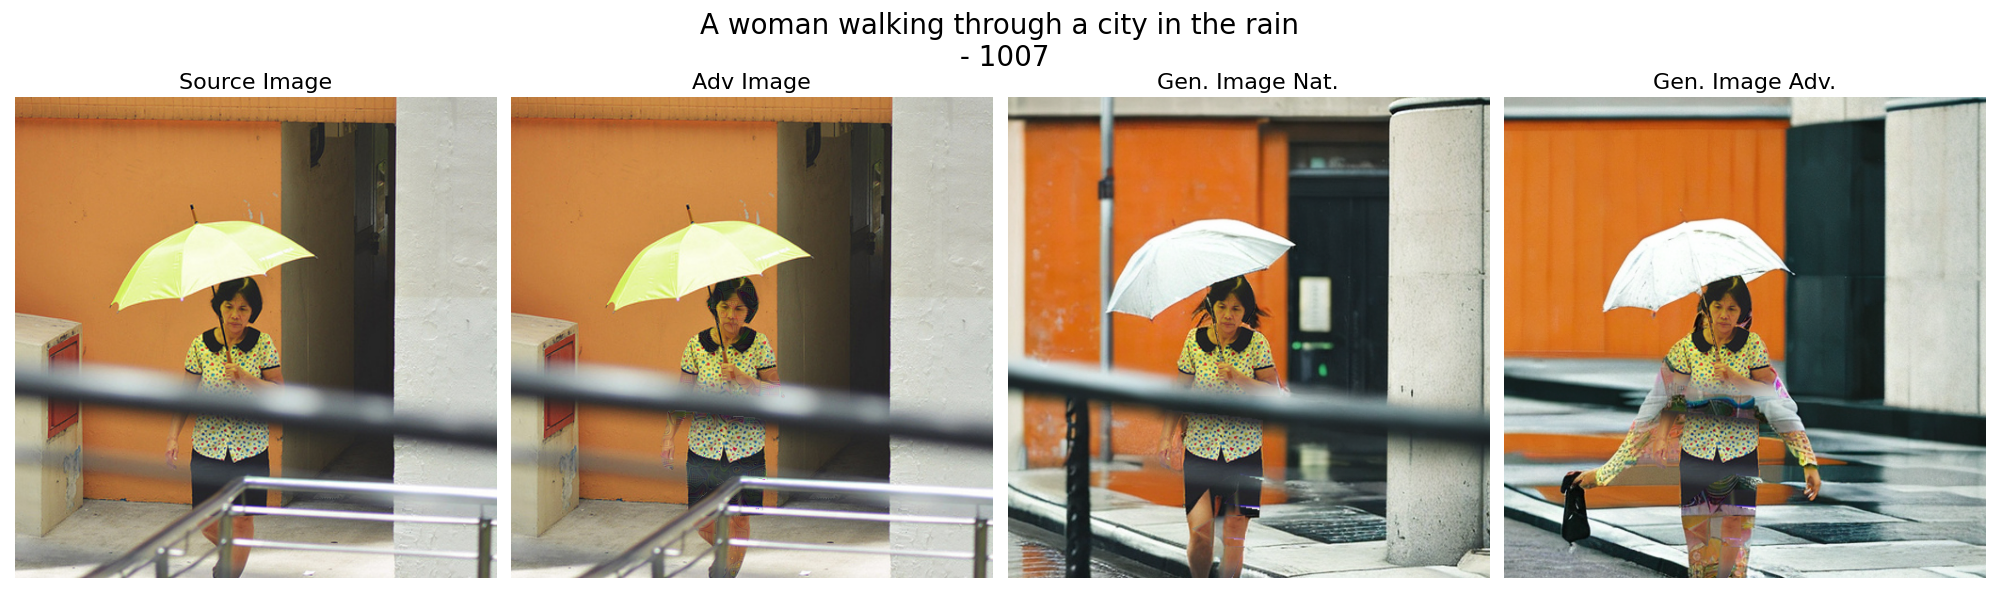 A woman walking through a city in the rain
- 1007
Source Image
Adv Image
Gen. Image Nat.
Gen. Image Adv.